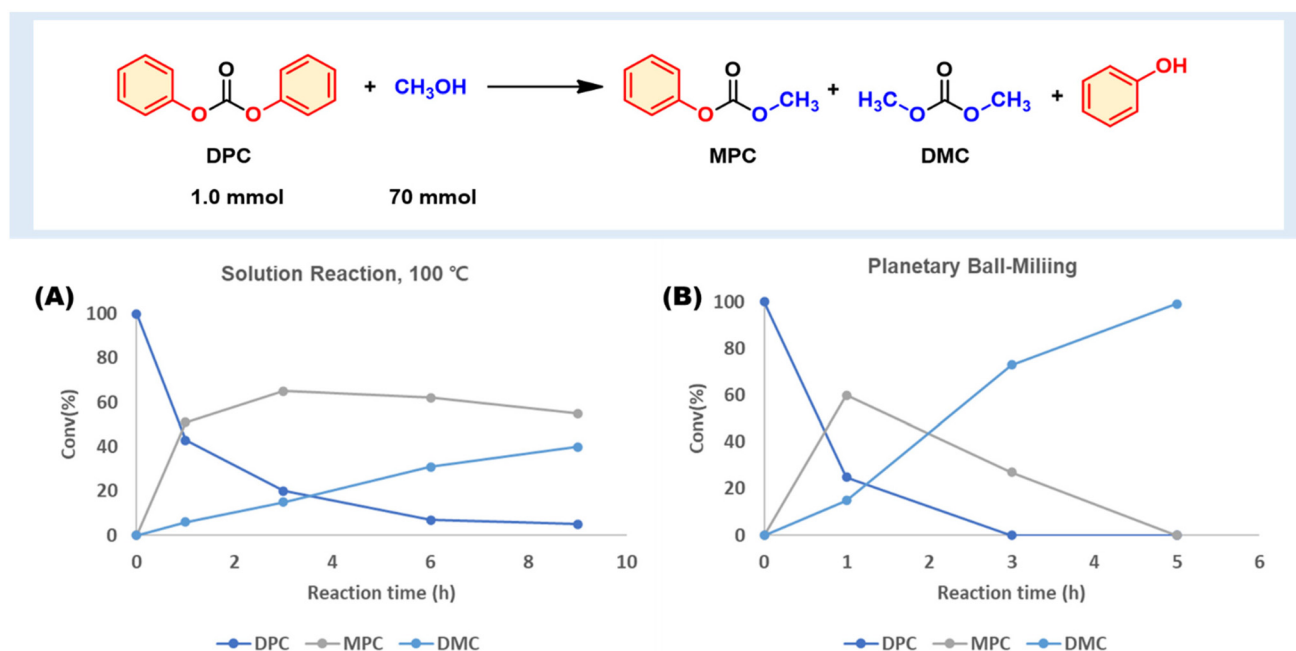 O O O
+ CH₃OH
O O
O O CH₃
+
H₃C O O CH₃
+
OH
DPC MPC DMC
1.0 mmol 70 mmol
(A) Solution Reaction, 100 ℃
Conv(%)
100
80
60
40
20
0
0 2 4 6 8 10
Reaction time (h)
DPC MPC DMC
(B) Planetary Ball-Miliing
Conv(%)
100
80
60
40
20
0
0 1 2 3 4 5 6
Reaction time (h)
DPC MPC DMC